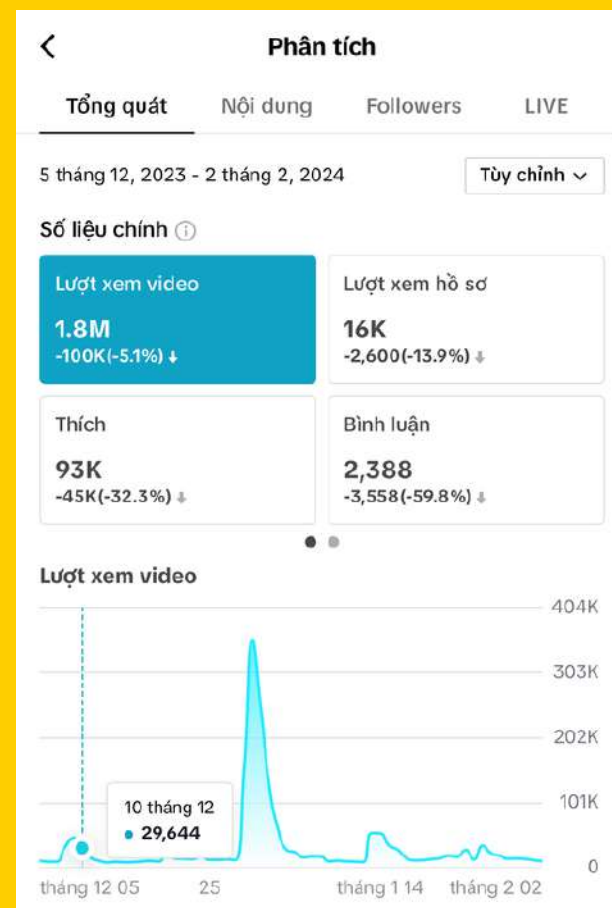 Phân tích
Tổng quát Nội dung Followers LIVE
5 tháng 12, 2023 - 2 tháng 2, 2024 Tùy chỉnh
Số liệu chính
Lượt xem video Lượt xem hồ sơ
1.8M 16K
-100K(-5.1%) -2,600(-13.9%)
Thích Bình luận
93K 2,388
-45K(-32.3%) -3,558(-59.8%)
Lượt xem video
404K
303K
202K
101K
10 tháng 12
29,644
0
tháng 12 05 25 tháng 1 14 tháng 2 02